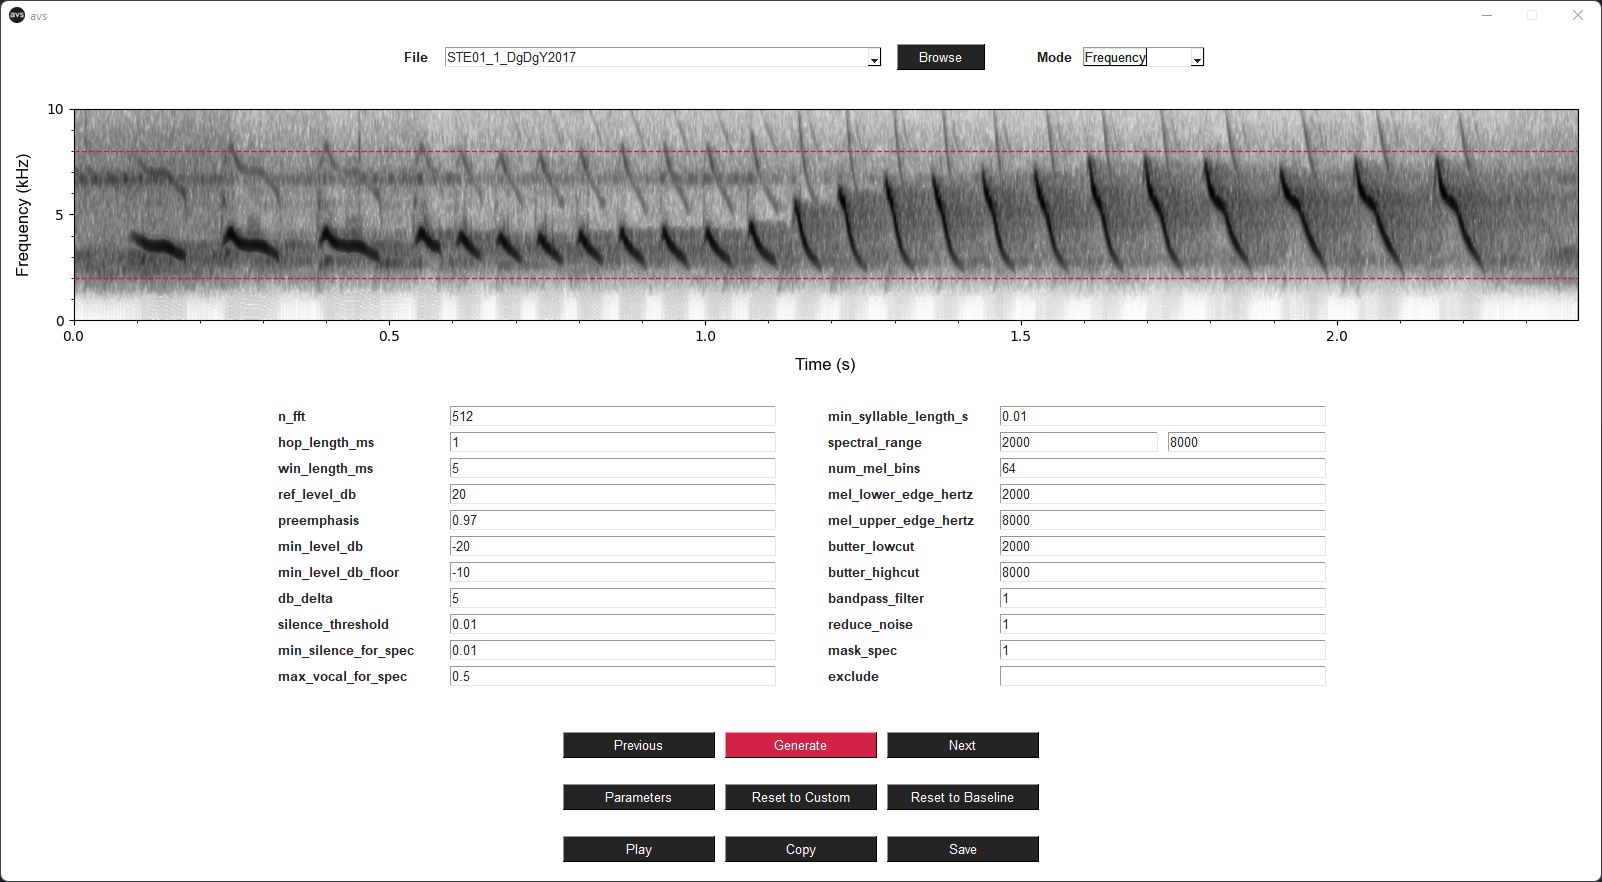 avs avs
File STE01_1_DgDgY2017 Browse Mode Frequency
10
5
0
Frequency (kHz)
0.0 0.5 1.0 1.5 2.0
Time (s)
n_fft 512 min_syllable_length_s 0.01
hop_length_ms 1 spectral_range 2000 8000
win_length_ms 5 num_mel_bins 64
ref_level_db 20 mel_lower_edge_hertz 2000
preemphasis 0.97 mel_upper_edge_hertz 8000
min_level_db -20 butter_lowcut 2000
min_level_db_floor -10 butter_highcut 8000
db_delta 5 bandpass_filter 1
silence_threshold 0.01 reduce_noise 1
min_silence_for_spec 0.01 mask_spec 1
max_vocal_for_spec 0.5 exclude
Previous Generate Next
Parameters Reset to Custom Reset to Baseline
Play Copy Save